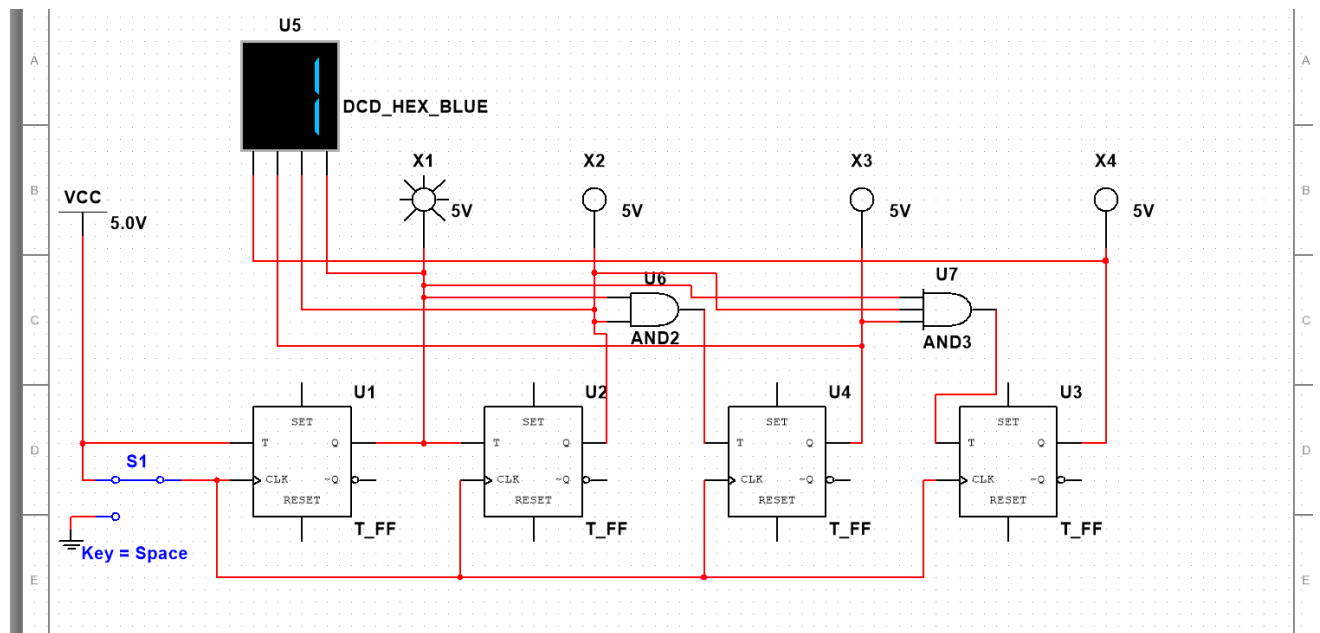 U5
A
A
DCD_HEX_BLUE
X1
X2
X3
X4
B
B
VCC
5V
5V
5V
5V
5.0V
U6
U7
C
C
AND2
AND3
U1
U2
U4
U3
SET
SET
SET
SET
D
T Q
T Q
T Q
T Q
D
S1
CLK ~Q
CLK ~Q
CLK ~Q
CLK ~Q
RESET
RESET
RESET
RESET
T_FF
T_FF
T_FF
T_FF
Key = Space
E
E